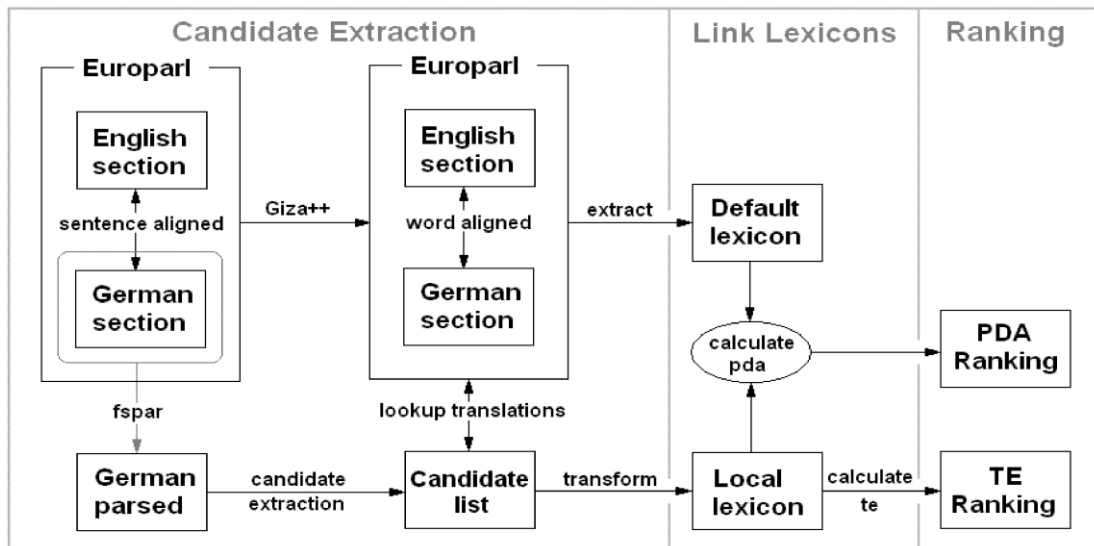 Candidate Extraction
Link Lexicons
Ranking
Europarl
English
section
sentence aligned
German
section
Giza++
Europarl
English
section
word aligned
German
section
extract
Default
lexicon
calculate
pda
PDA
Ranking
fspar
lookup translations
German
parsed
candidate
extraction
Candidate
list
transform
Local
lexicon
calculate
te
TE
Ranking